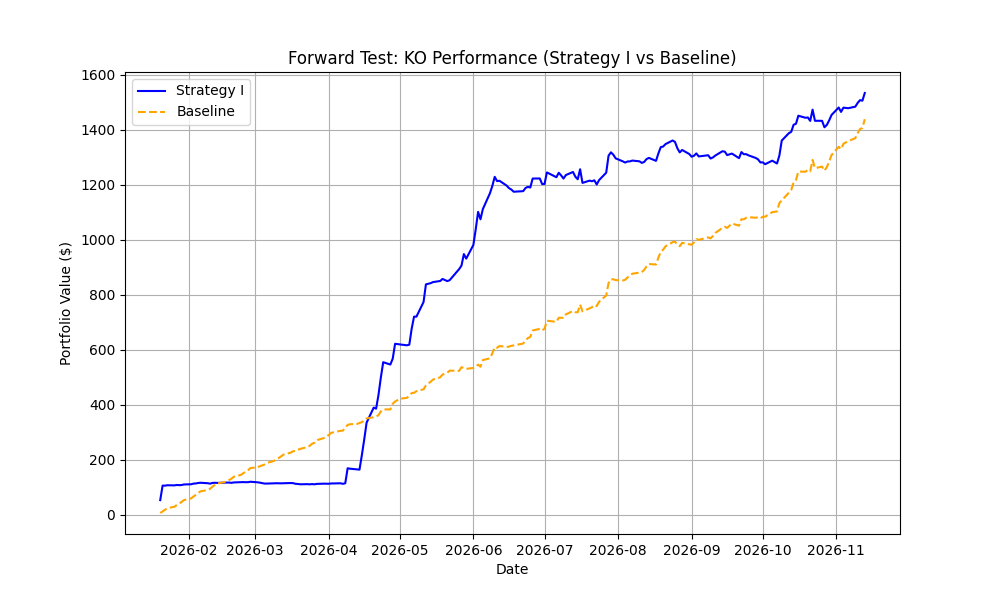 Forward Test: KO Performance (Strategy I vs Baseline)
Strategy I
Baseline
Portfolio Value ($)
1600
1400
1200
1000
800
600
400
200
0
2026-02 2026-03 2026-04 2026-05 2026-06 2026-07 2026-08 2026-09 2026-10 2026-11
Date